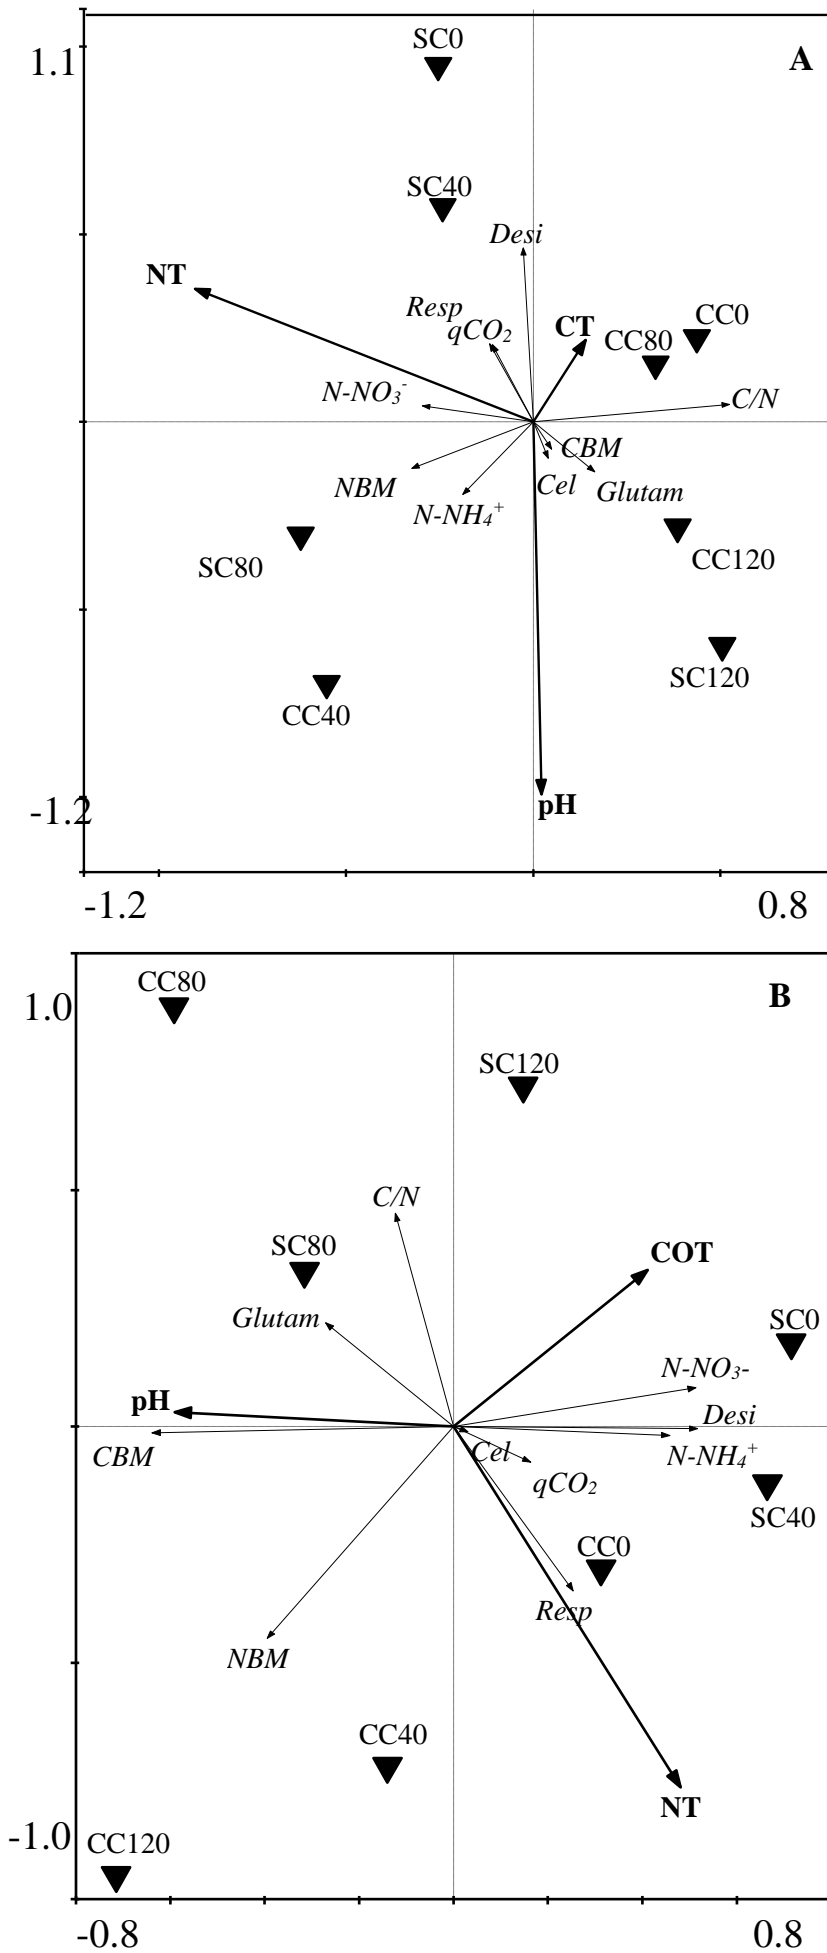 SC0
A
1.1
SC40
Desi
NT
Resp
qCO₂
CT
CC0
CC80
N-NO₃⁻
C/N
CBM
NBM
Cel
Glutam
N-NH₄⁺
SC80
CC120
SC120
CC40
-1.2
pH
-1.2
0.8
CC80
B
1.0
SC120
C/N
SC80
COT
Glutam
SC0
N-NO₃-
pH
Desi
CBM
Cel
N-NH₄⁺
qCO₂
SC40
CC0
Resp
NBM
CC40
NT
-1.0
CC120
-0.8
0.8